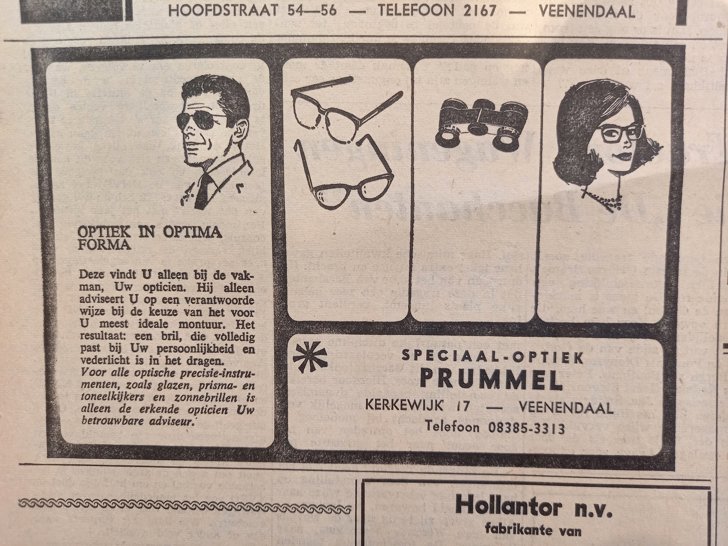 HOOFDSTRAAT 54—56 — TELEFOON 2167 — VEENENDAAL
OPTIEK IN OPTIMA
FORMA
Deze vindt U alleen bij de vak-
man, Uw opticien. Hij alleen
adviseert U op een verantwoorde
wijze bij de keuze van het voor
U meest ideale montuur. Het
resultaat: een bril, die volledig
past bij Uw persoonlijkheid en
vederlicht is in het dragen.
Voor alle optische precisie-instru-
menten, zoals glazen, prisma- en
toneelkijkers en zonnebrillen is
alleen de erkende opticien Uw
betrouwbare adviseur.
SPECIAAL-OPTIEK
PRUMMEL
KERKEWIJK 17 — VEENENDAAL
Telefoon 08385-3313
Hollantor n.v.
fabrikante van